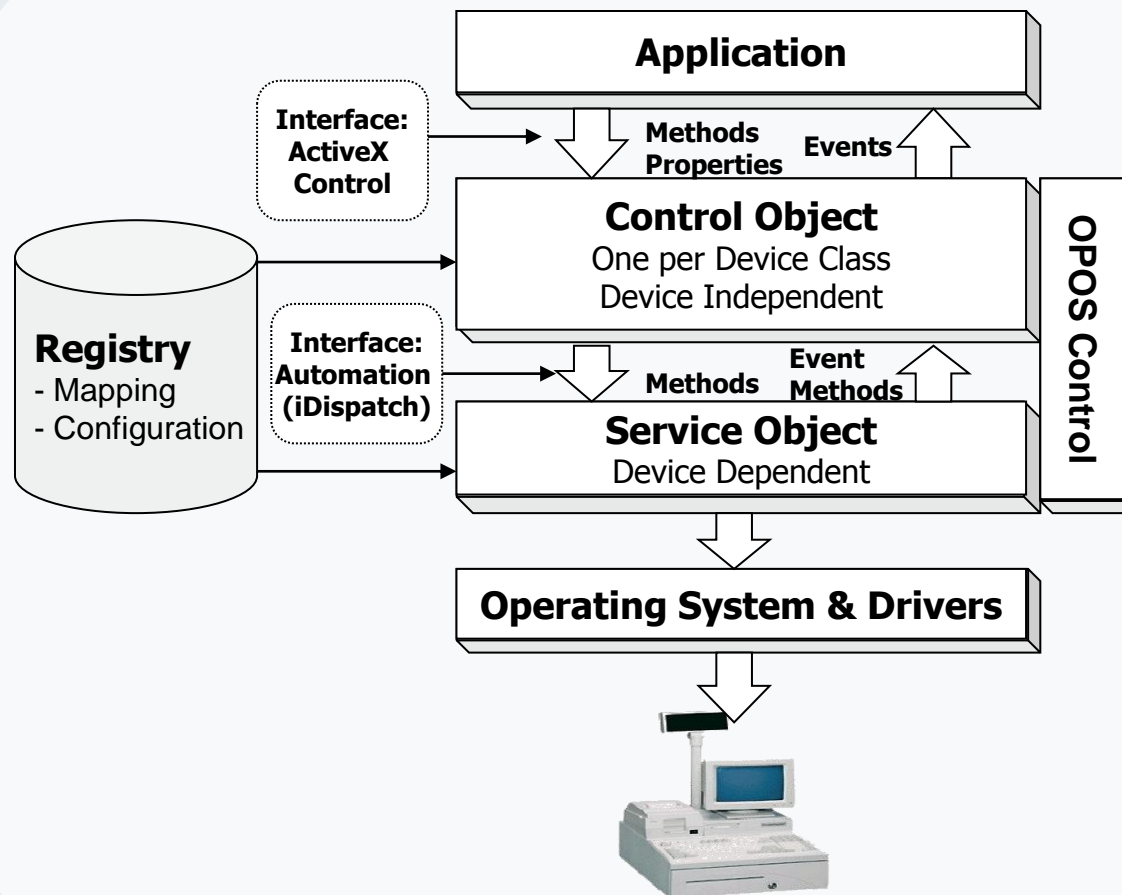 Application
Interface:
ActiveX
Control
Methods
Properties
Events
Control Object
One per Device Class
Device Independent
OPOS Control
Registry
- Mapping
- Configuration
Interface:
Automation
(iDispatch)
Methods
Event
Methods
Service Object
Device Dependent
Operating System & Drivers